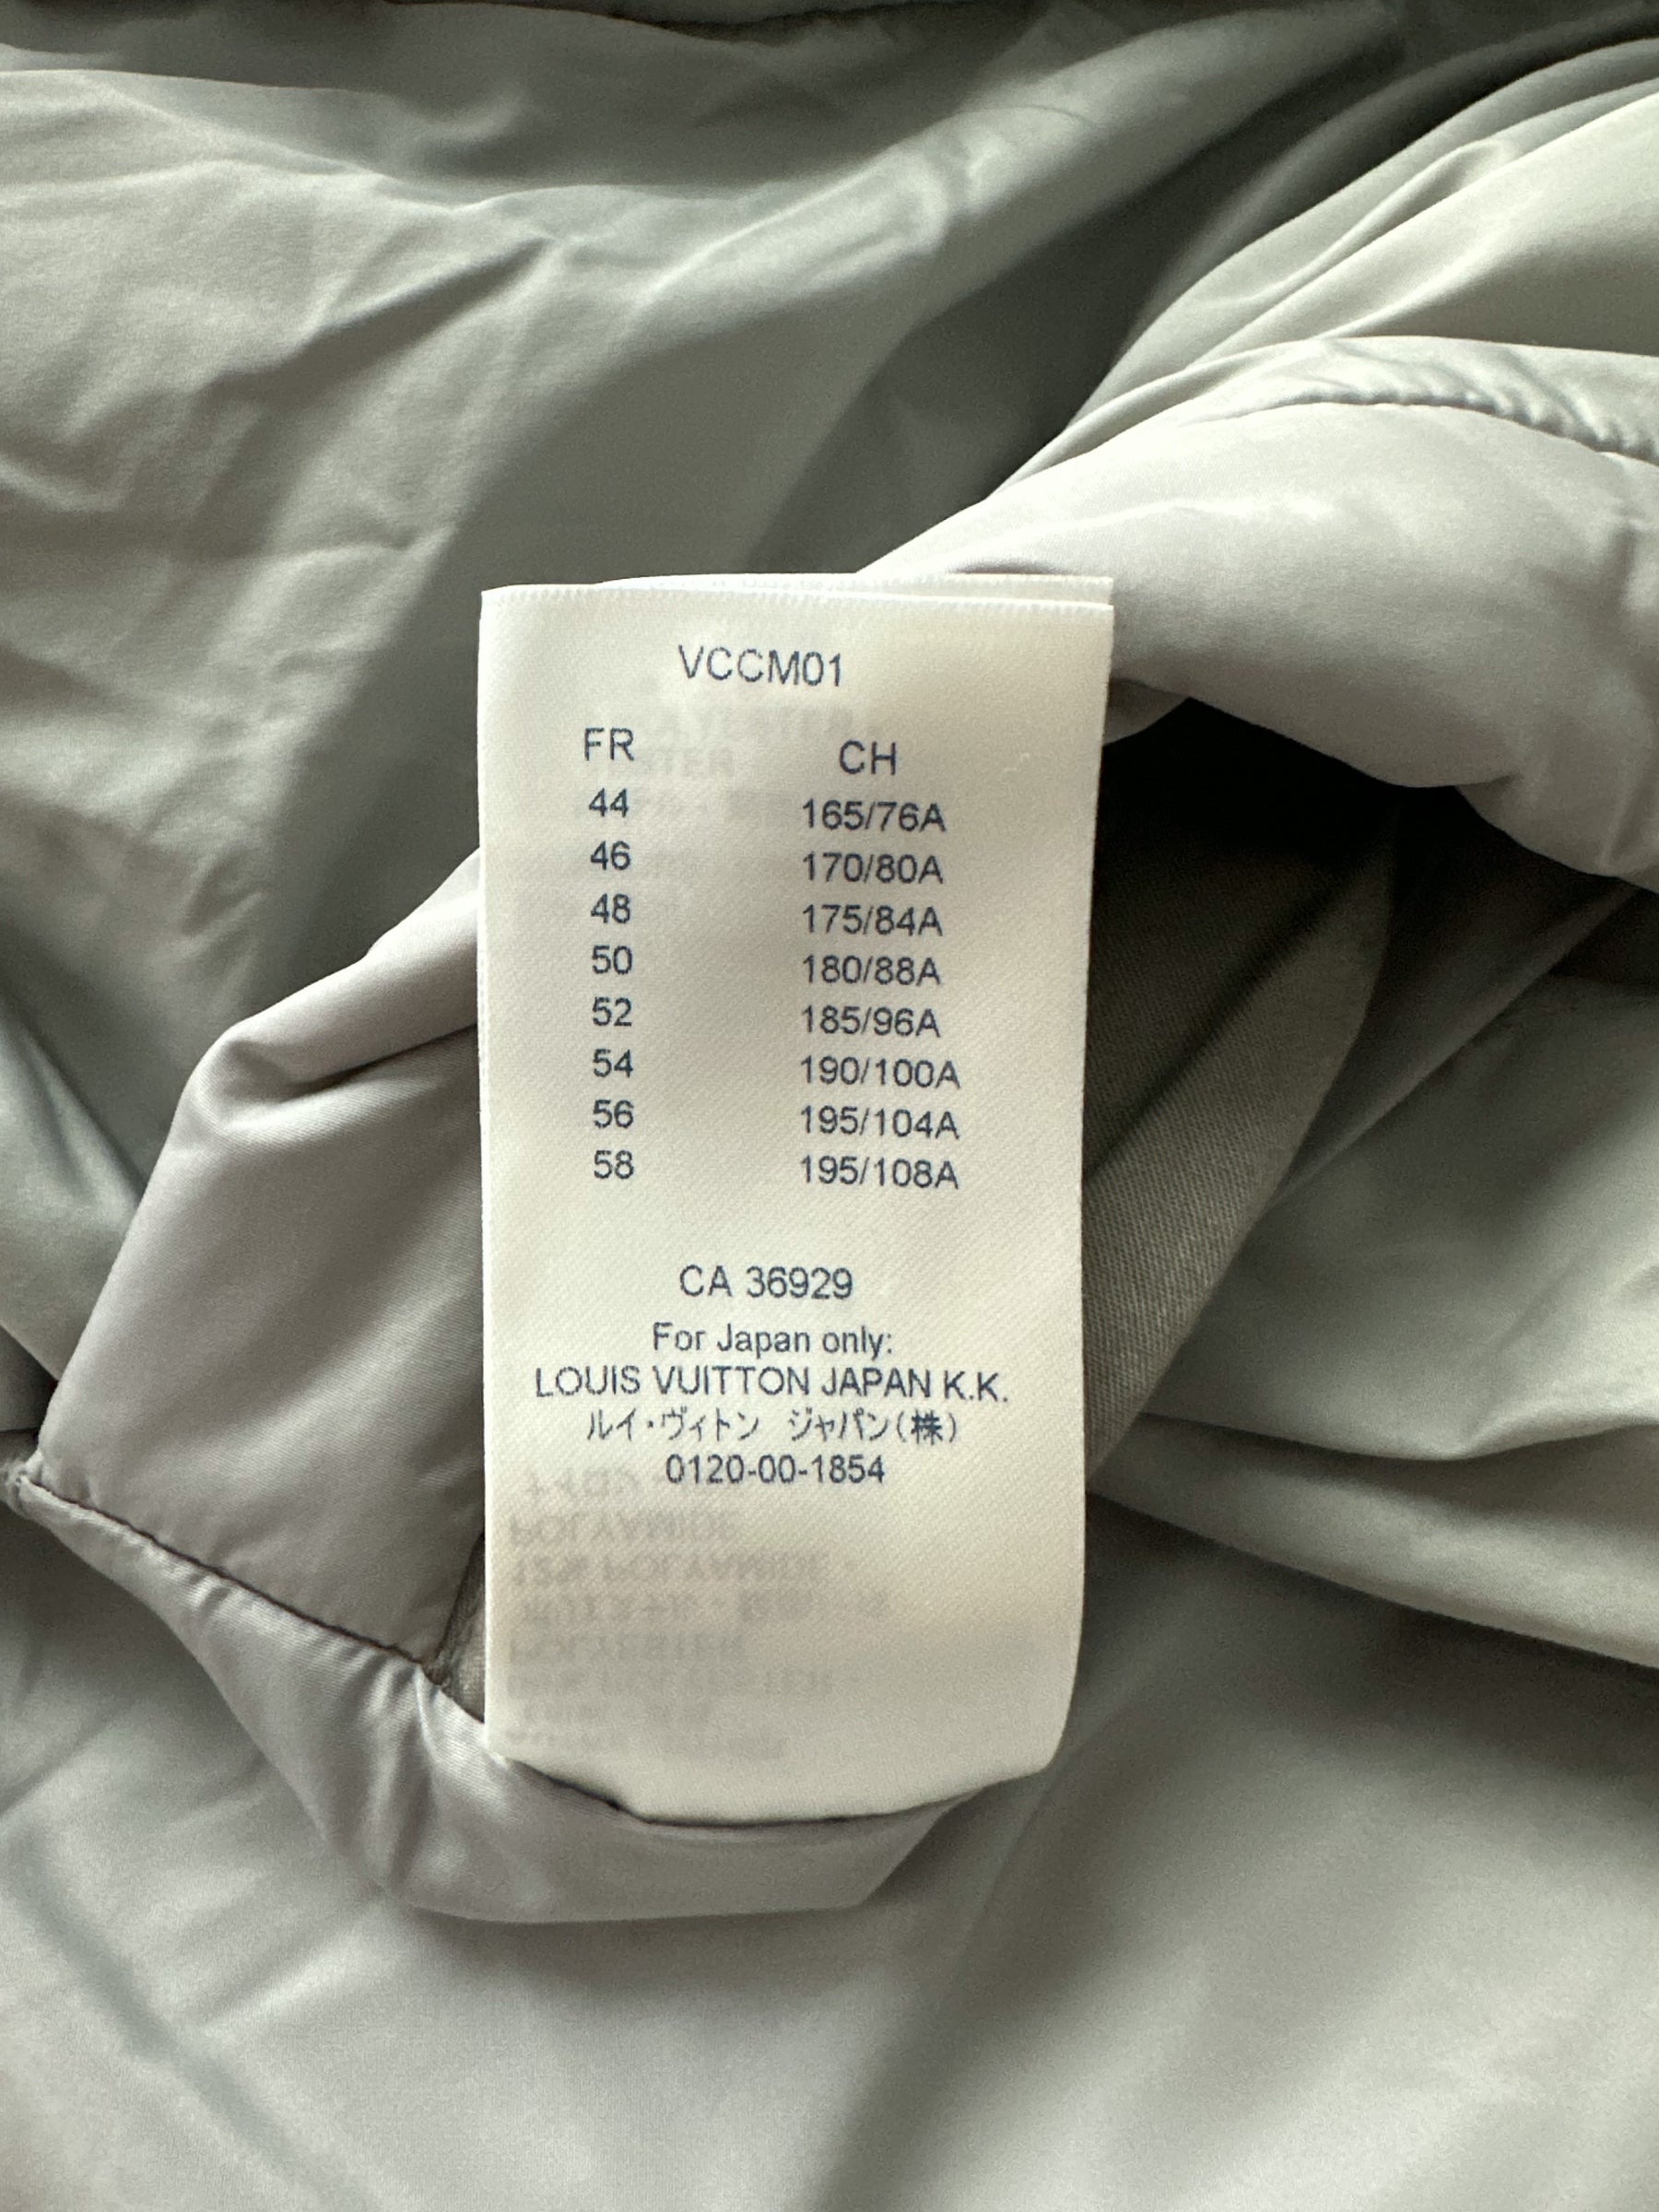 VCCM01
FR CH
44 165/76A
46 170/80A
48 175/84A
50 180/88A
52 185/96A
54 190/100A
56 195/104A
58 195/108A
CA 36929
For Japan only:
LOUIS VUITTON JAPAN K.K.
ルイ・ヴィトン ジャパン(株)
0120-00-1854
POLYAMIDE
POLYESTER